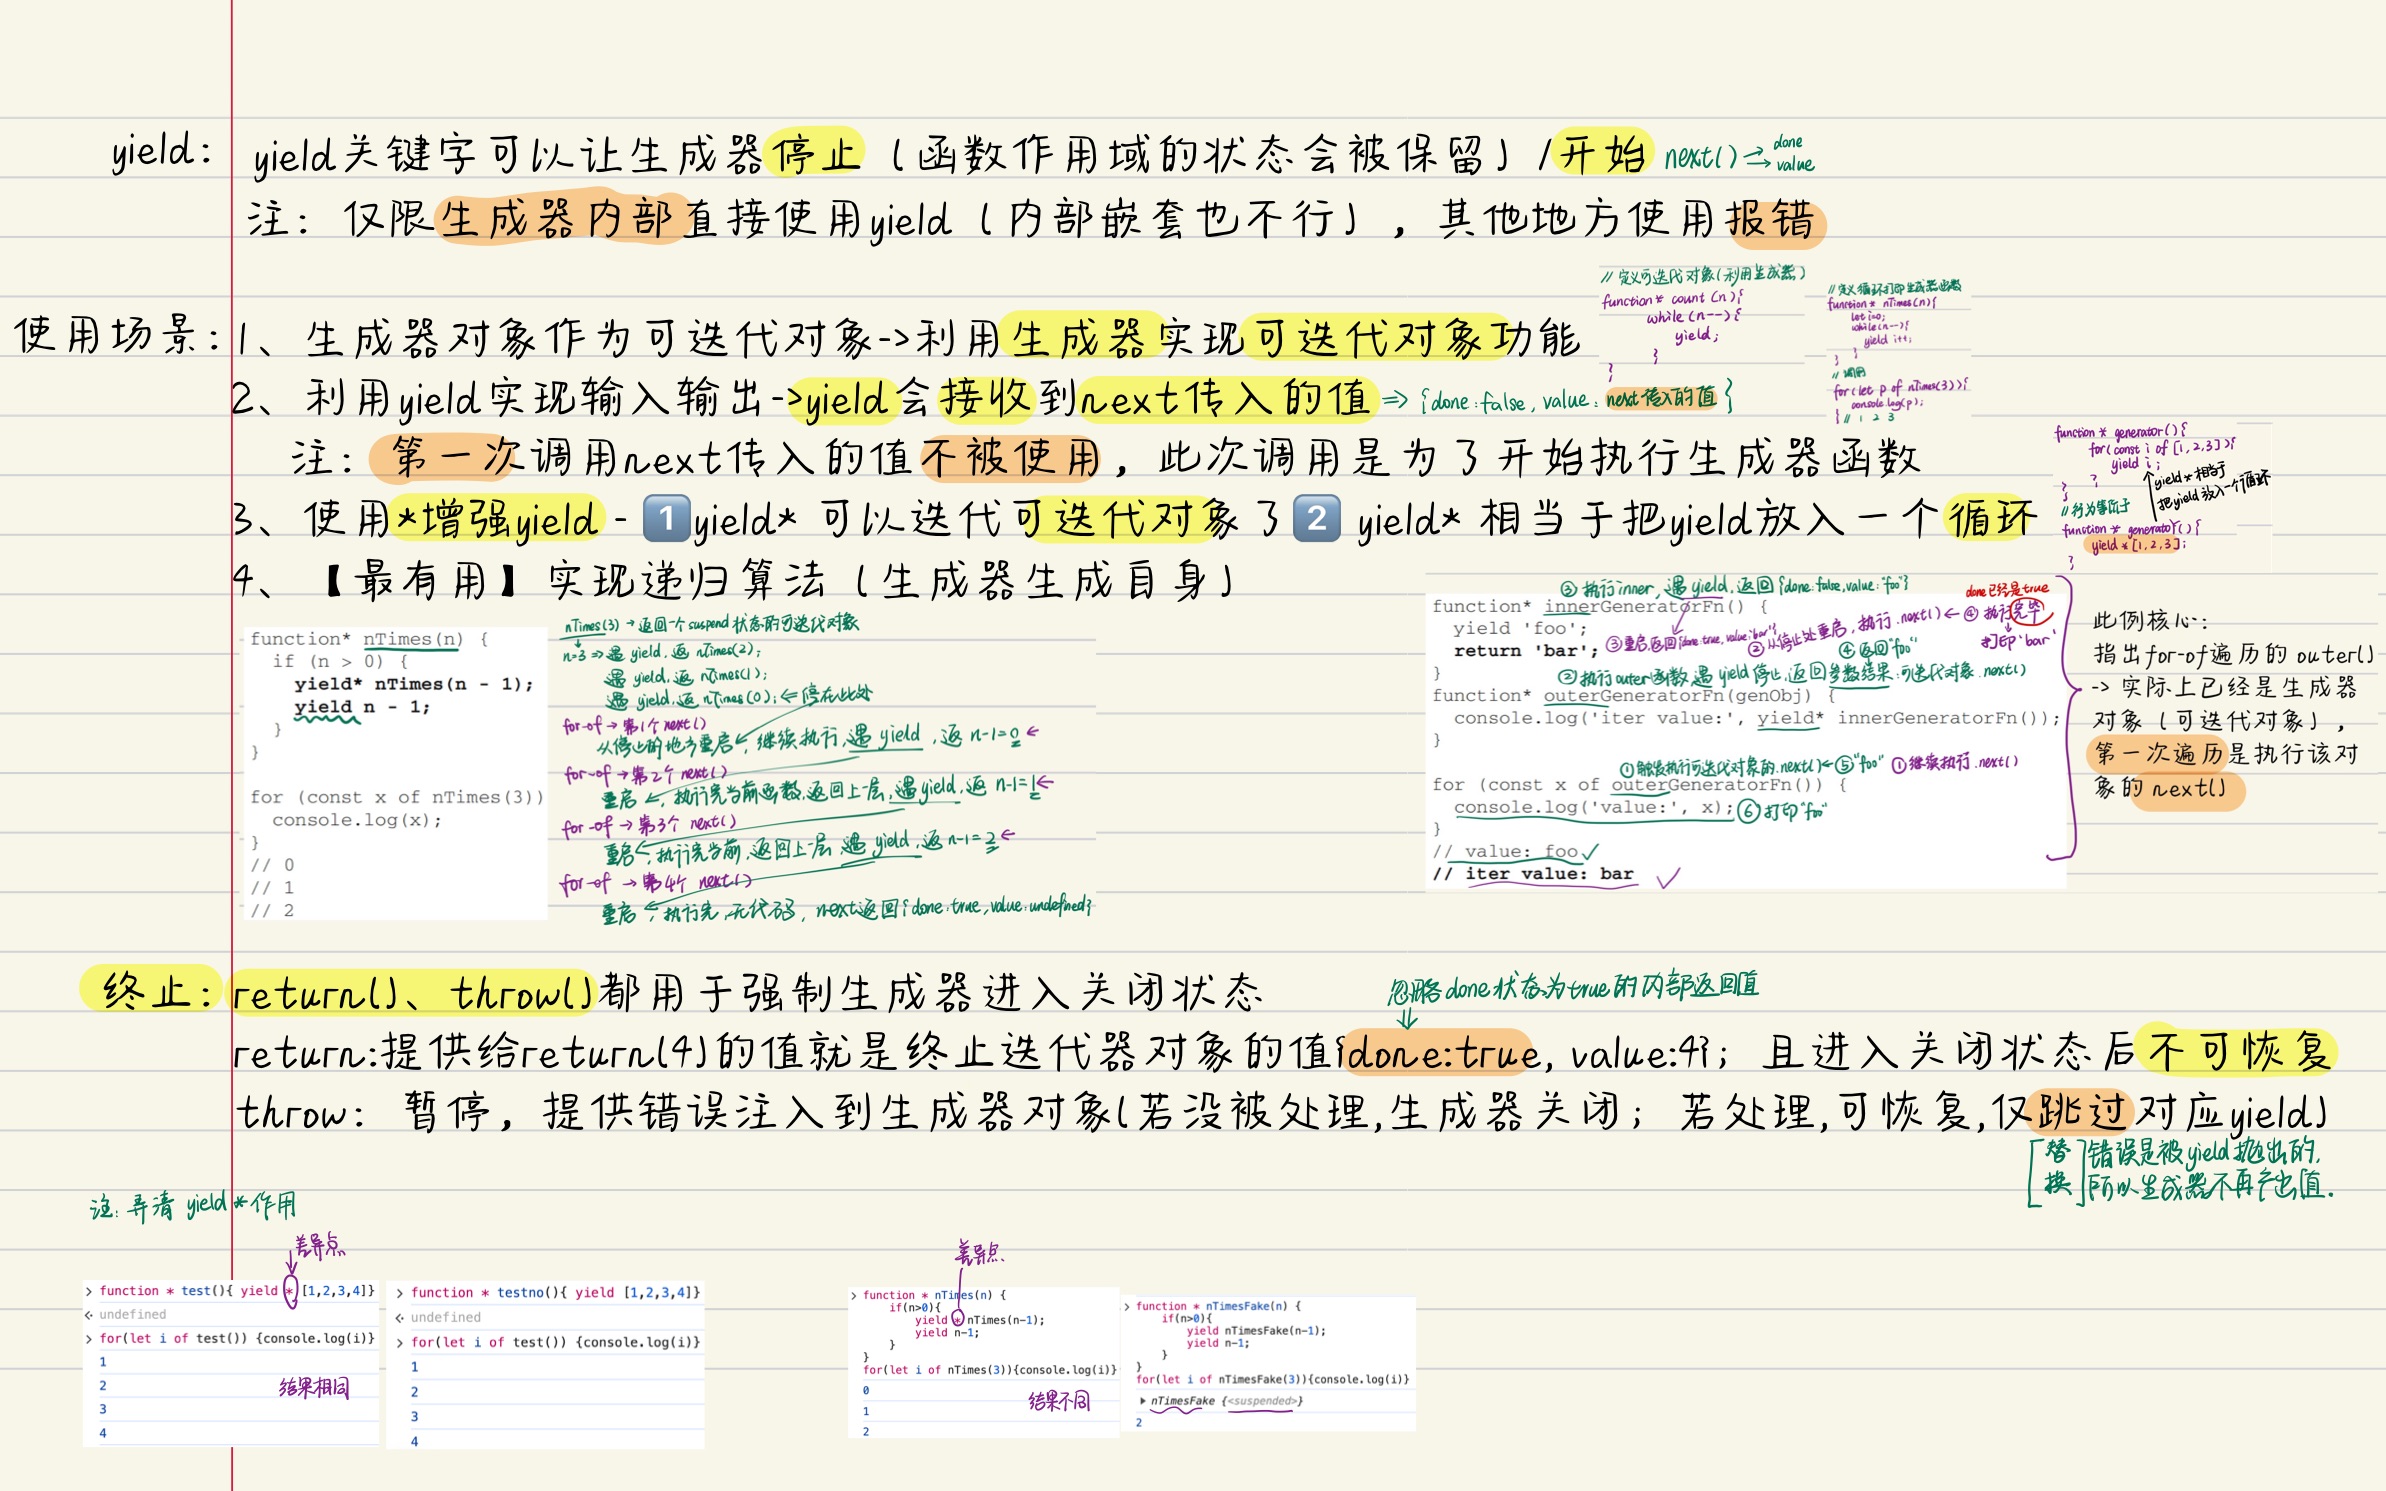 yield： yield关键字可以让生成器停止（函数作用域的状态会被保留）/开始 next() → done → value
注： 仅限生成器内部直接使用yield（内部嵌套也不行），其他地方使用报错
使用场景：1、生成器对象作为可迭代对象->利用生成器实现可迭代对象功能
// 定义可迭代对象(利用生成器)
function* count (n){
while(n--){
yield;
}
}
// 定义循环打印生成器函数
function* nTimes(n){
let i=0;
while(n--){
yield i++;
}
}
// 调用
for(let p of nTimes(3)){
console.log(p);
} // 1 2 3
2、利用yield实现输入输出->yield会接收到next传入的值 => {done:false, value: next传入的值}
注：第一次调用next传入的值不被使用，此次调用是为了开始执行生成器函数
3、使用*增强yield - 1 yield* 可以迭代可迭代对象了 2 yield* 相当于把yield放入一个循环
function * generator(){
for(const i of [1,2,3]){
yield i;
}
}
yield*相当于
把yield放入一个循环
// 行为等价于
function * generator(){
yield *[1,2,3];
}
4、【最有用】实现递归算法（生成器生成自身）
function* nTimes(n) {
if (n > 0) {
yield* nTimes(n - 1);
yield n - 1;
}
}
for (const x of nTimes(3))
console.log(x);
}
// 0
// 1
// 2
nTimes(3) → 返回一个suspend状态的可迭代对象
n=3 => 遇 yield, 返 nTimes(2);
遇 yield, 返 nTimes(1);
遇 yield, 返 nTimes(0); ← 停在此处
for-of → 第1个 next()
从停止的地方重启，继续执行, 遇 yield , 返 n-1=0 ←
for-of → 第2个 next()
重启 ，执行完当前函数,返回上一层, 遇yield, 返 n-1=1 ←
for-of → 第3个 next()
重启，执行完当前,返回上一层,遇 yield, 返 n-1=2 ←
for-of → 第4个 next()
重启 ，执行完,无代码, next返回{done:true,value:undefined}
③ 执行inner, 遇 yield, 返回 {done:false,value:"foo"}
done已经是true
function* innerGeneratorFn() {
yield 'foo';
return 'bar';
}
②从停止处重启，执行.next() ← ④ 执行完毕
打印'bar'
③重启,返回{done:true,value:'bar'}
④返回"foo"
②执行outer函数,遇 yield停止,返回参数结果:可迭代对象.next()
function* outerGeneratorFn(genObj) {
console.log('iter value:', yield* innerGeneratorFn());
}
①触发执行可迭代对象的.next() ← ⑤"foo" ①继续执行.next()
for (const x of outerGeneratorFn()) {
console.log('value:', x); ⑥打印"foo"
}
// value: foo
// iter value: bar
此例核心：
指出for-of遍历的 outer()
-> 实际上已经是生成器
对象（可迭代对象），
第一次遍历是执行该对
象的 next()
终止：return()、throw()都用于强制生成器进入关闭状态
忽略done状态为true的内部返回值
return:提供给return(4)的值就是终止迭代器对象的值{done:true, value:4}；且进入关闭状态后不可恢复
throw： 暂停，提供错误注入到生成器对象(若没被处理,生成器关闭；若处理,可恢复,仅跳过对应yield)
[替换] 错误是被yield抛出的,
所以生成器不再产出值.
注: 弄清 yield *作用
差异点
> function * test(){ yield * [1,2,3,4]}
undefined
> for(let i of test()) {console.log(i)}
1
2
3
4
结果相同
> function * testno(){ yield [1,2,3,4]}
undefined
> for(let i of test()) {console.log(i)}
1
2
3
4
差异点
> function * nTimes(n) {
if(n>0){
yield * nTimes(n-1);
yield n-1;
}
}
for(let i of nTimes(3)){console.log(i)}
0
1
2
结果不同
> function * nTimesFake(n) {
if(n>0){
yield nTimesFake(n-1);
yield n-1;
}
}
for(let i of nTimesFake(3)){console.log(i)}
▶ nTimesFake {<suspended>}
2